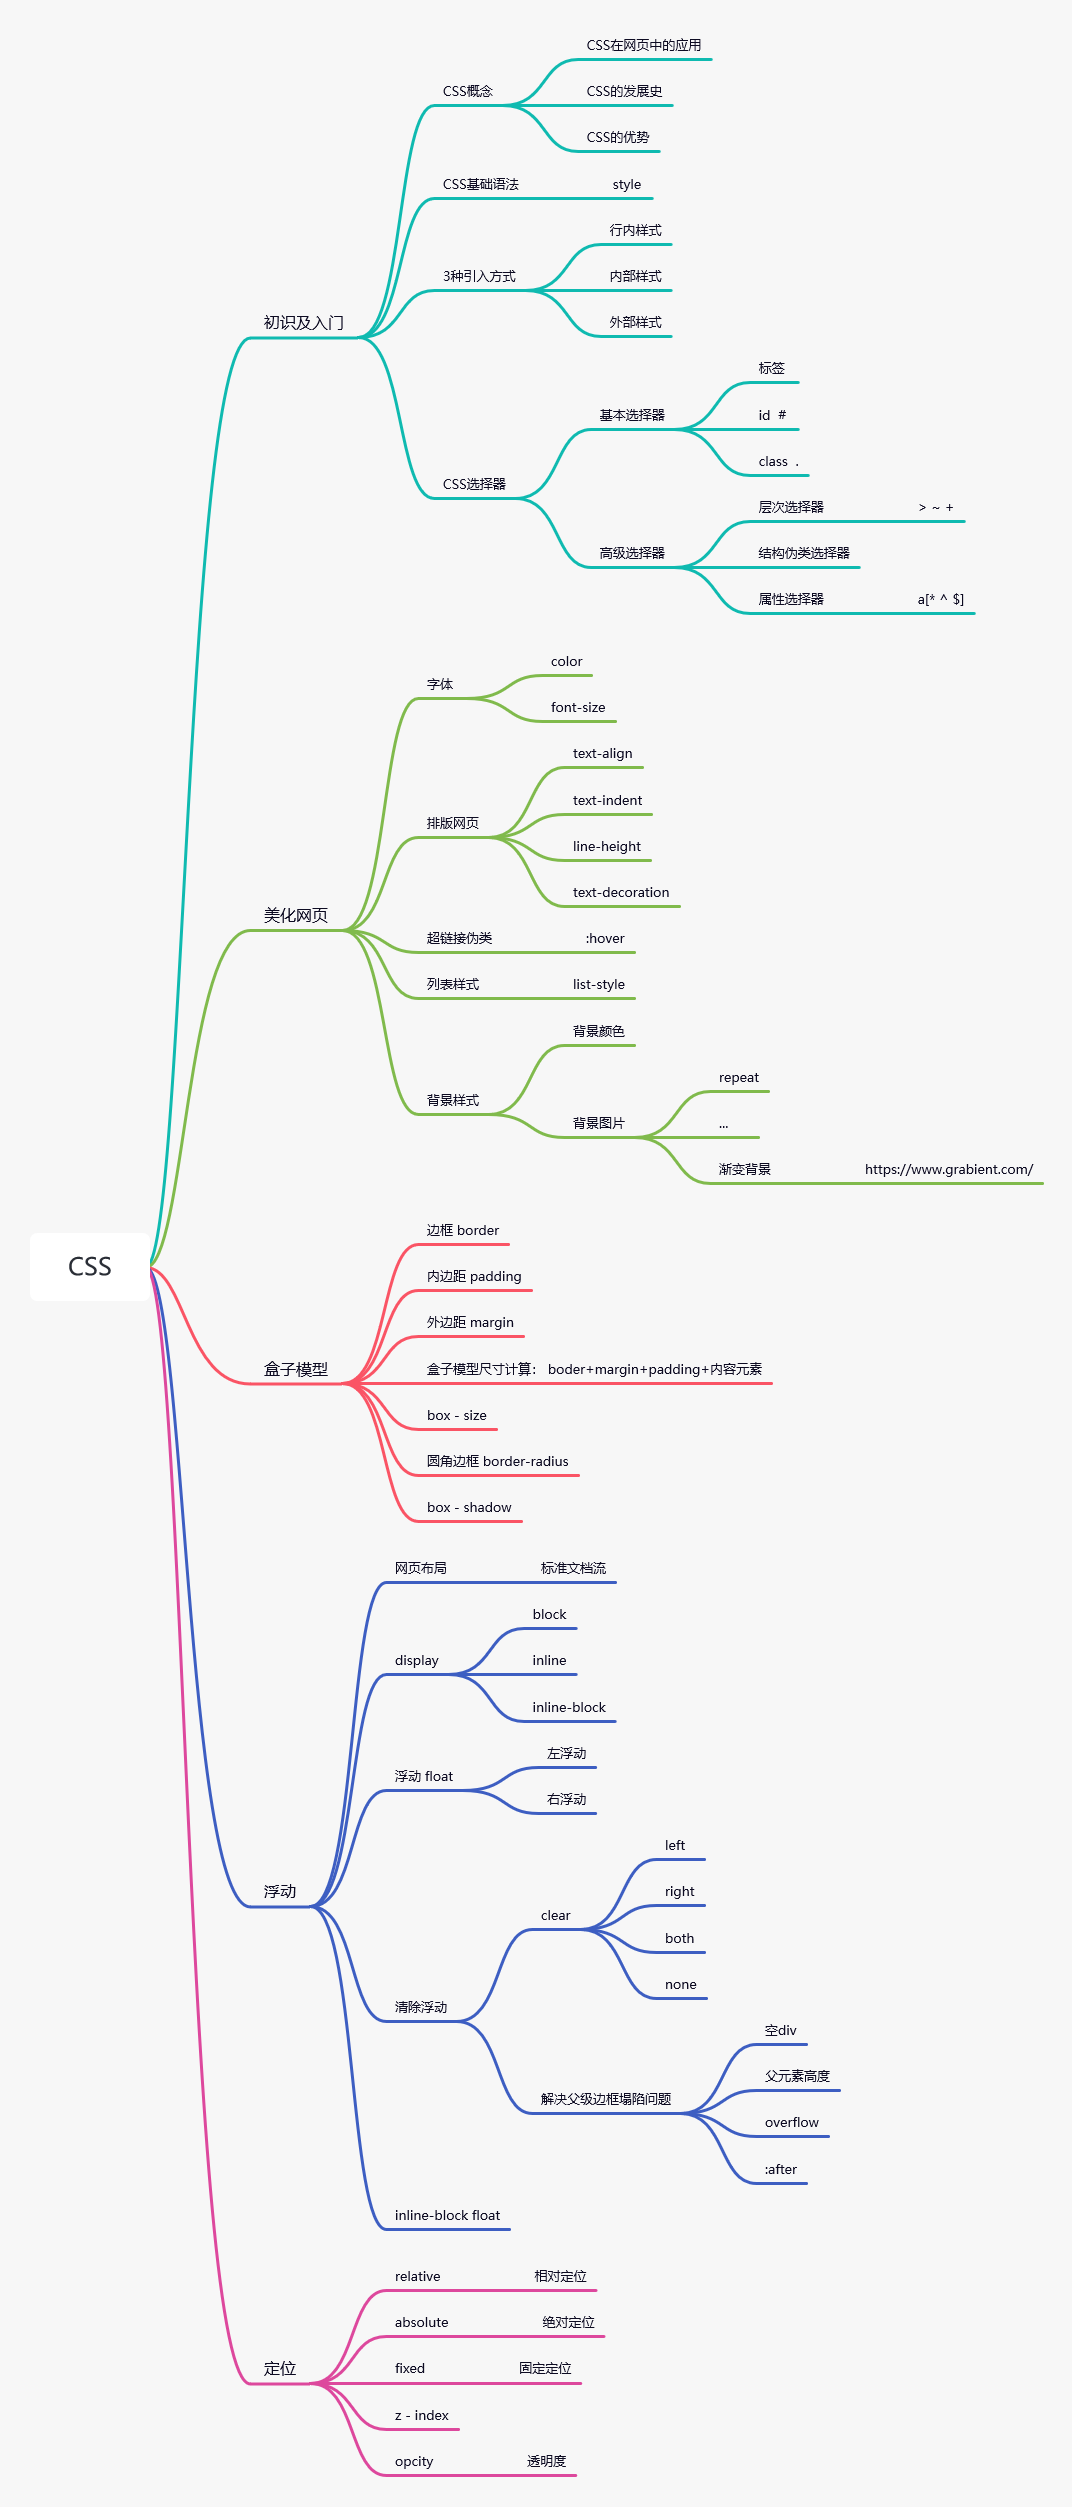 CSS
初识及入门
CSS概念
CSS在网页中的应用
CSS的发展史
CSS的优势
CSS基础语法
style
3种引入方式
行内样式
内部样式
外部样式
CSS选择器
基本选择器
标签
id  #
class  .
高级选择器
层次选择器
> ~ +
结构伪类选择器
属性选择器
a[* ^ $]
美化网页
字体
color
font-size
排版网页
text-align
text-indent
line-height
text-decoration
超链接伪类
:hover
列表样式
list-style
背景样式
背景颜色
背景图片
repeat
...
渐变背景
https://www.grabient.com/
盒子模型
边框 border
内边距 padding
外边距 margin
盒子模型尺寸计算： boder+margin+padding+内容元素
box - size
圆角边框 border-radius
box - shadow
浮动
网页布局
标准文档流
display
block
inline
inline-block
浮动 float
左浮动
右浮动
清除浮动
clear
left
right
both
none
解决父级边框塌陷问题
空div
父元素高度
overflow
:after
inline-block float
定位
relative
相对定位
absolute
绝对定位
fixed
固定定位
z - index
opcity
透明度